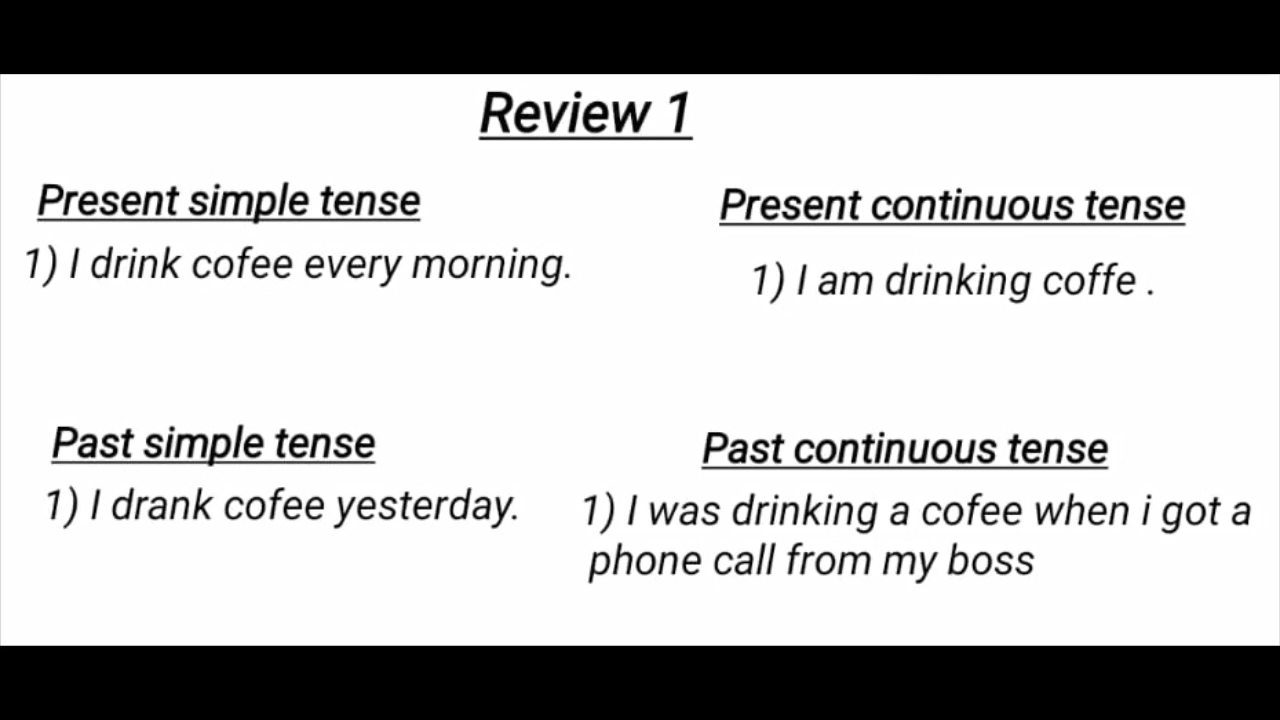 Review 1
Present simple tense
1) I drink cofee every morning.
Present continuous tense
1) I am drinking coffe .
Past simple tense
1) I drank cofee yesterday.
Past continuous tense
1) I was drinking a cofee when i got a
phone call from my boss